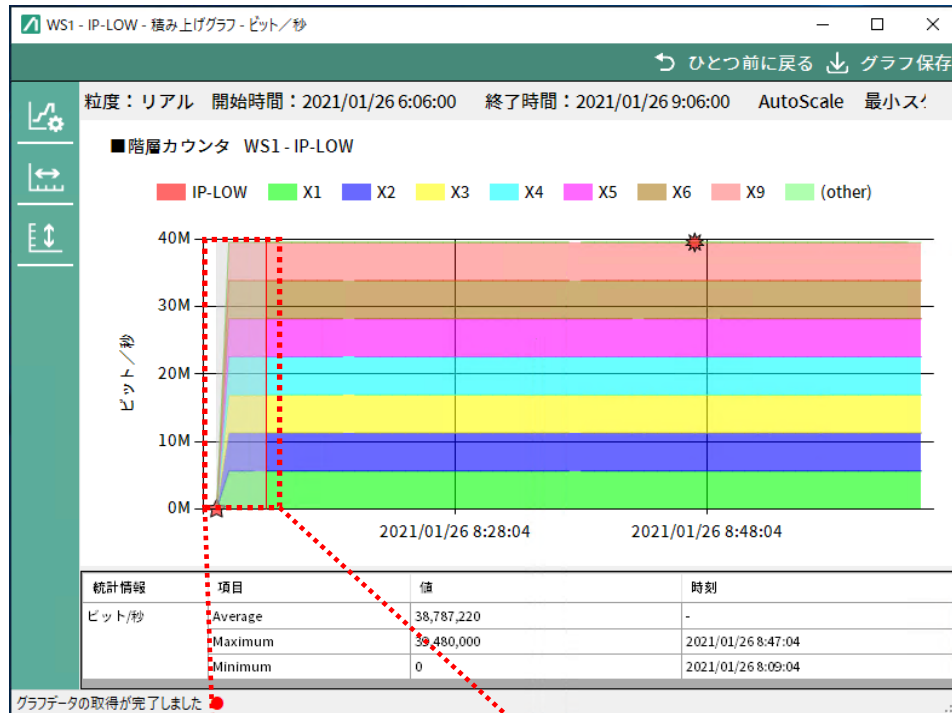 WS1 - IP-LOW - 積み上げグラフ - ビット／秒
ひとつ前に戻る グラフ保存
粒度：リアル 開始時間：2021/01/26 6:06:00 終了時間：2021/01/26 9:06:00 AutoScale 最小スケ
■階層カウンタ WS1 - IP-LOW
IP-LOW X1 X2 X3 X4 X5 X6 X9 (other)
40M
30M
20M
10M
0M
ビット／秒
2021/01/26 8:28:04 2021/01/26 8:48:04
統計情報 項目 値 時刻
ビット/秒 Average 38,787,220 -
Maximum 39,480,000 2021/01/26 8:47:04
Minimum 0 2021/01/26 8:09:04
グラフデータの取得が完了しました